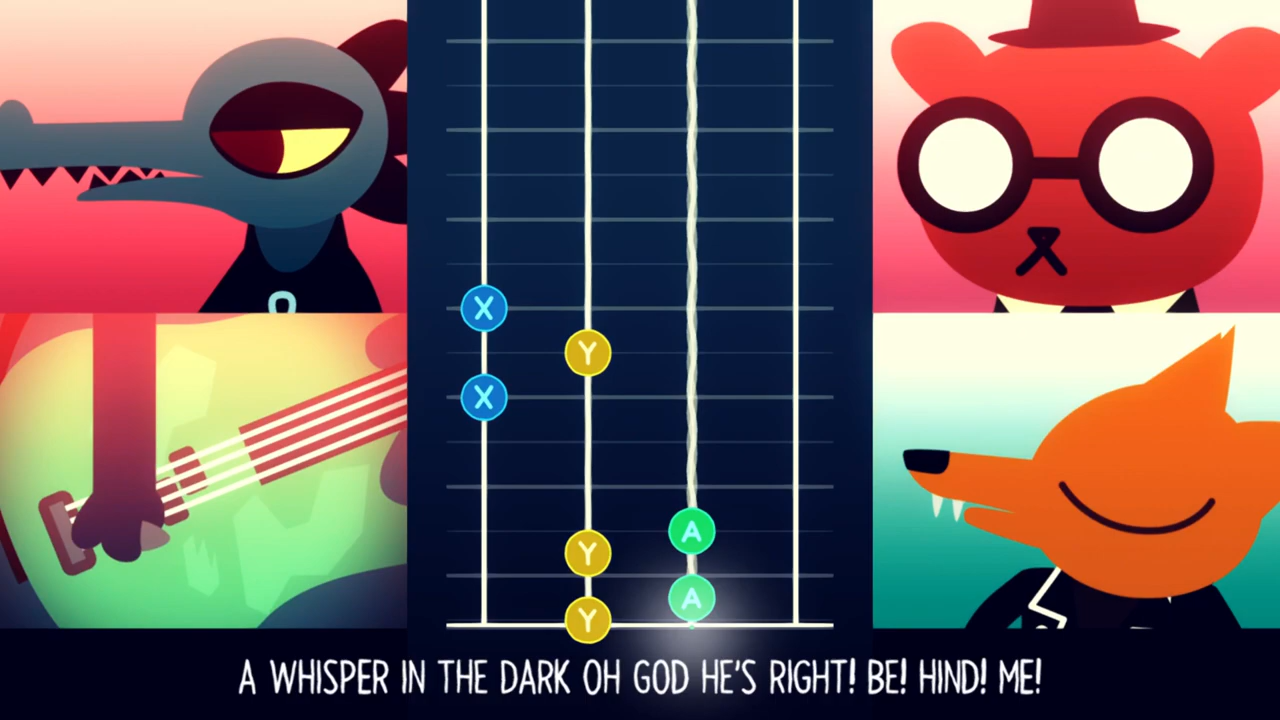 X
Y
X
A
Y
A
Y
A WHISPER IN THE DARK OH GOD HE'S RIGHT! BE! HIND! ME!